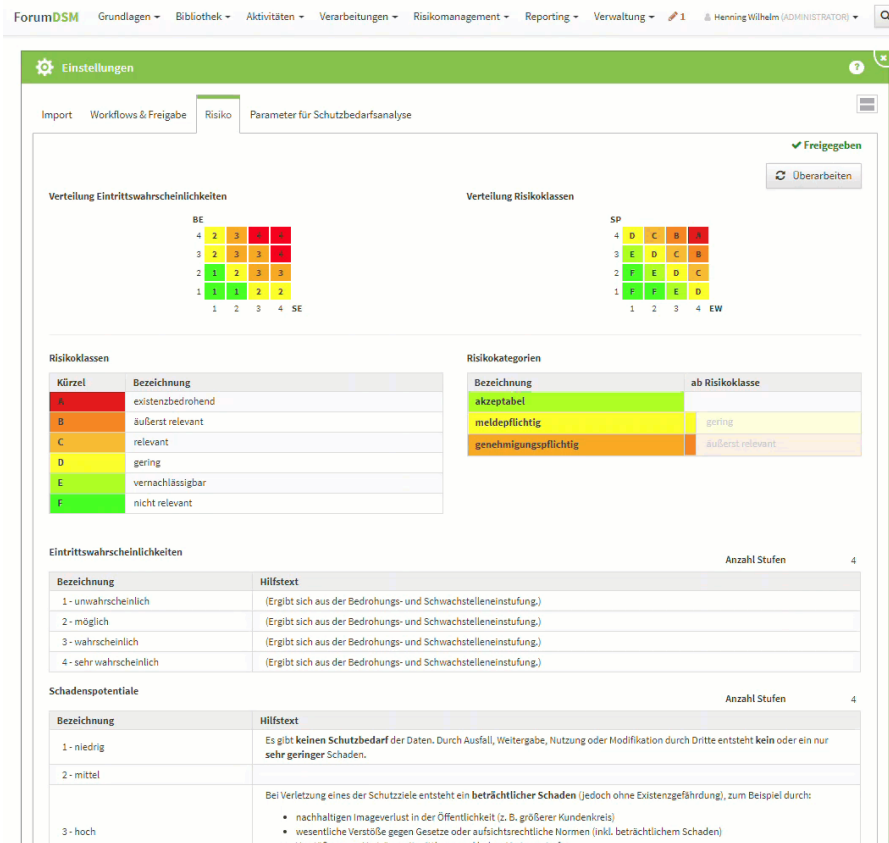 ForumDSM Grundlagen Bibliothek Aktivitäten Verarbeitungen Risikomanagement Reporting Verwaltung 1 Henning Wilhelm (ADMINISTRATOR)
Einstellungen ?
Import Workflows & Freigabe Risiko Parameter für Schutzbedarfsanalyse
Freigegeben
Überarbeiten
Verteilung Eintrittswahrscheinlichkeiten Verteilung Risikoklassen
BE SP
4 2 3 4 4 4 D C B A
3 2 3 3 4 3 E D C B
2 1 2 3 3 2 F E D C
1 1 1 2 2 1 F F E D
1 2 3 4 SE 1 2 3 4 EW
Risikoklassen Risikokategorien
Kürzel Bezeichnung Bezeichnung ab Risikoklasse
A existenzbedrohend akzeptabel
B äußerst relevant meldepflichtig gering
C relevant genehmigungspflichtig äußerst relevant
D gering
E vernachlässigbar
F nicht relevant
Eintrittswahrscheinlichkeiten
Anzahl Stufen 4
Bezeichnung Hilfstext
1 - unwahrscheinlich (Ergibt sich aus der Bedrohungs- und Schwachstelleneinstufung.)
2 - möglich (Ergibt sich aus der Bedrohungs- und Schwachstelleneinstufung.)
3 - wahrscheinlich (Ergibt sich aus der Bedrohungs- und Schwachstelleneinstufung.)
4 - sehr wahrscheinlich (Ergibt sich aus der Bedrohungs- und Schwachstelleneinstufung.)
Schadenspotentiale
Anzahl Stufen 4
Bezeichnung Hilfstext
1 - niedrig Es gibt keinen Schutzbedarf der Daten. Durch Ausfall, Weitergabe, Nutzung oder Modifikation durch Dritte entsteht kein oder ein nur
sehr geringer Schaden.
2 - mittel
Bei Verletzung eines der Schutzziele entsteht ein beträchtlicher Schaden (jedoch ohne Existenzgefährdung), zum Beispiel durch:
• nachhaltigen Imageverlust in der Öffentlichkeit (z. B. größerer Kundenkreis)
3 - hoch • wesentliche Verstöße gegen Gesetze oder aufsichtsrechtliche Normen (inkl. beträchtlichem Schaden)